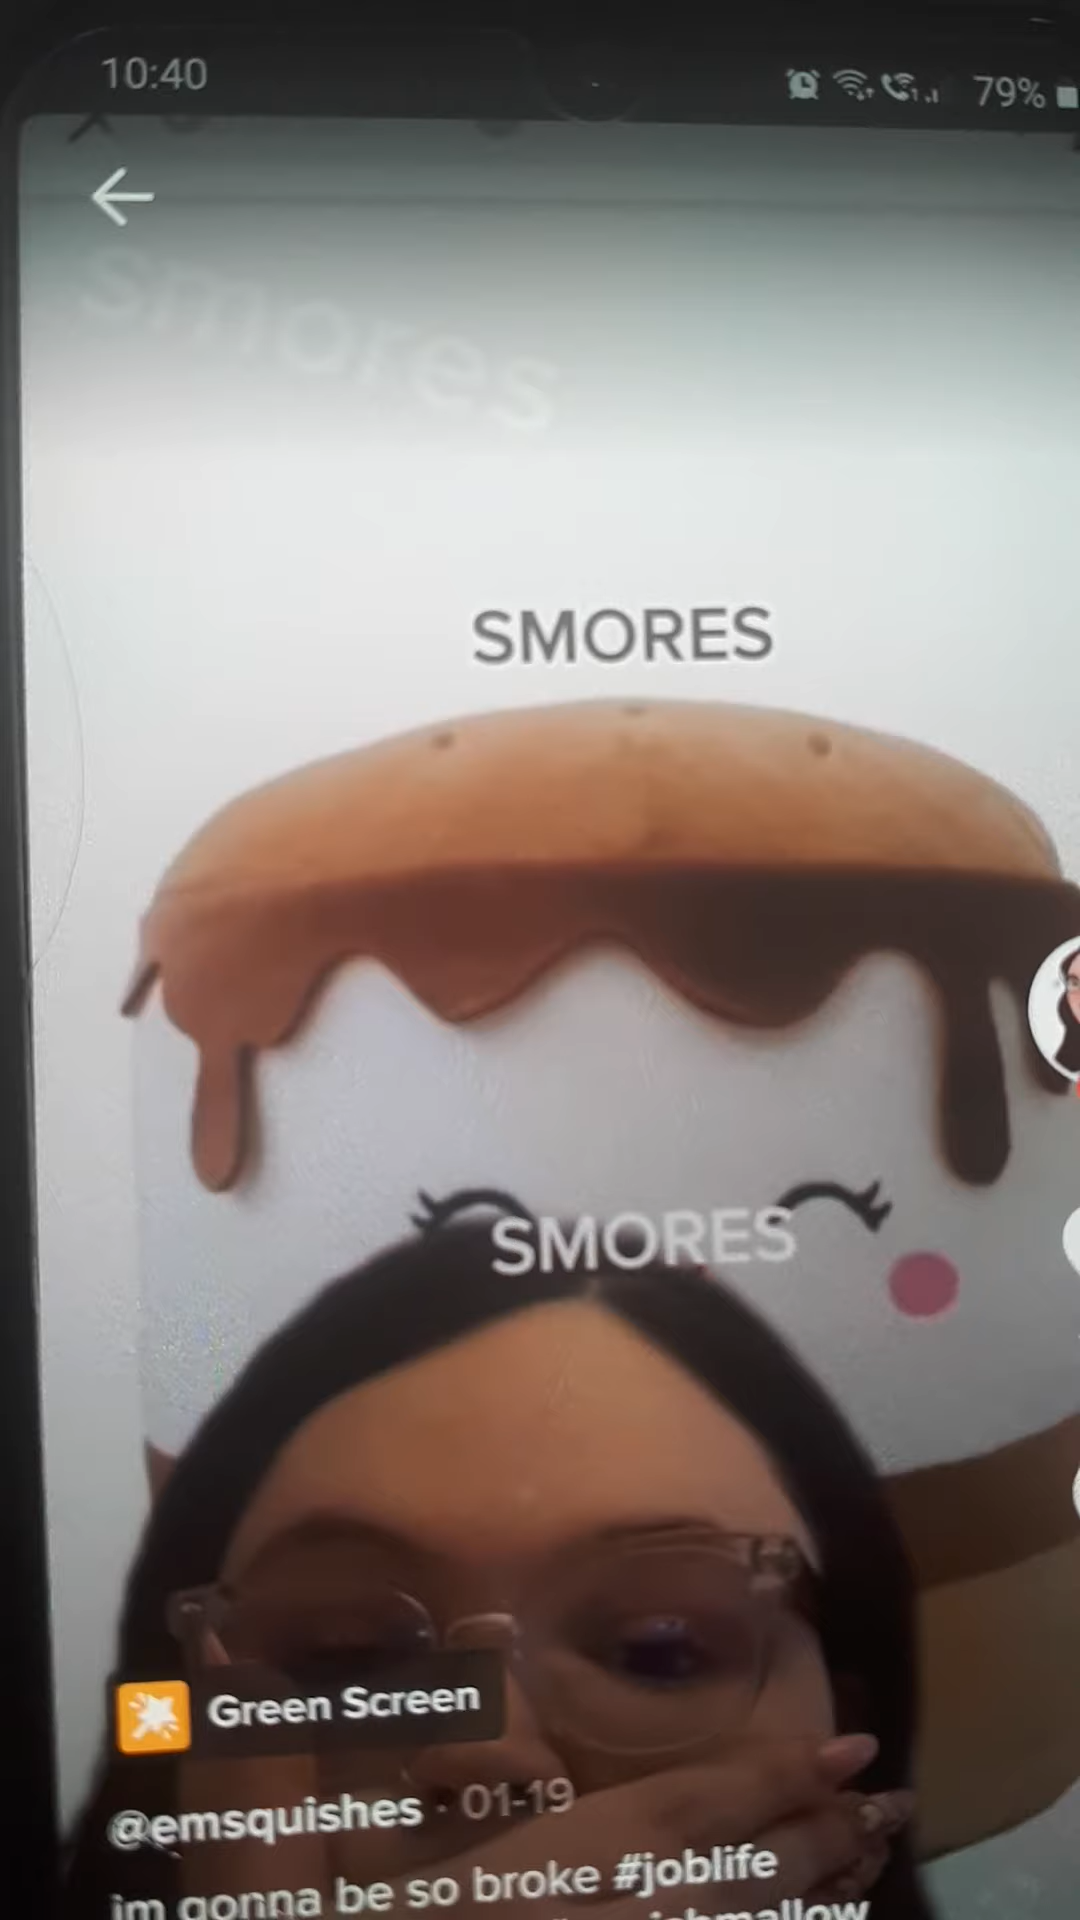 10:40
79%
smores
SMORES
SMORES
Green Screen
@emsquishes · 01-19
im gonna be so broke #joblife